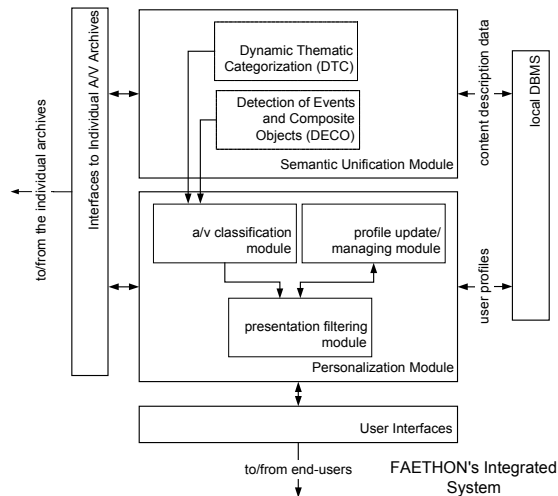 to/from the individual archives
Interfaces to Individual A/V Archives
Dynamic Thematic
Categorization (DTC)
Detection of Events
and Composite
Objects (DECO)
Semantic Unification Module
content description data
local DBMS
a/v classification
module
profile update/
managing module
presentation filtering
module
Personalization Module
user profiles
User Interfaces
to/from end-users
FAETHON's Integrated
System